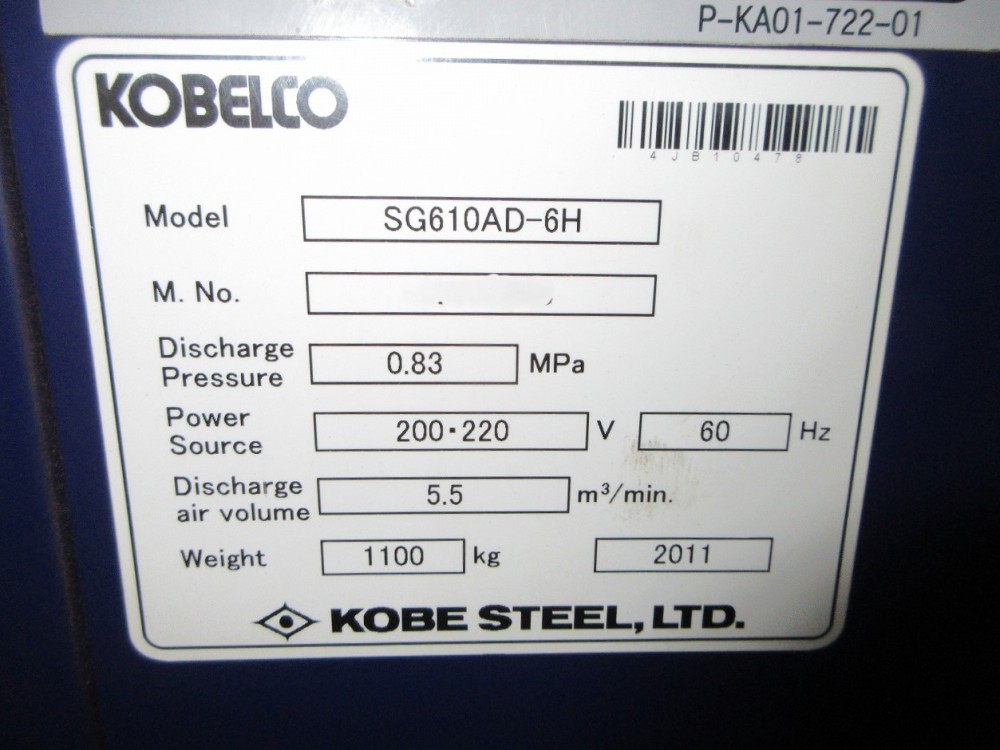 P-KA01-722-01
KOBELCO
4JB10478
Model SG610AD-6H
M. No.
Discharge Pressure 0.83 MPa
Power Source 200・220 V 60 Hz
Discharge air volume 5.5 m³/min.
Weight 1100 kg 2011
KOBE STEEL, LTD.